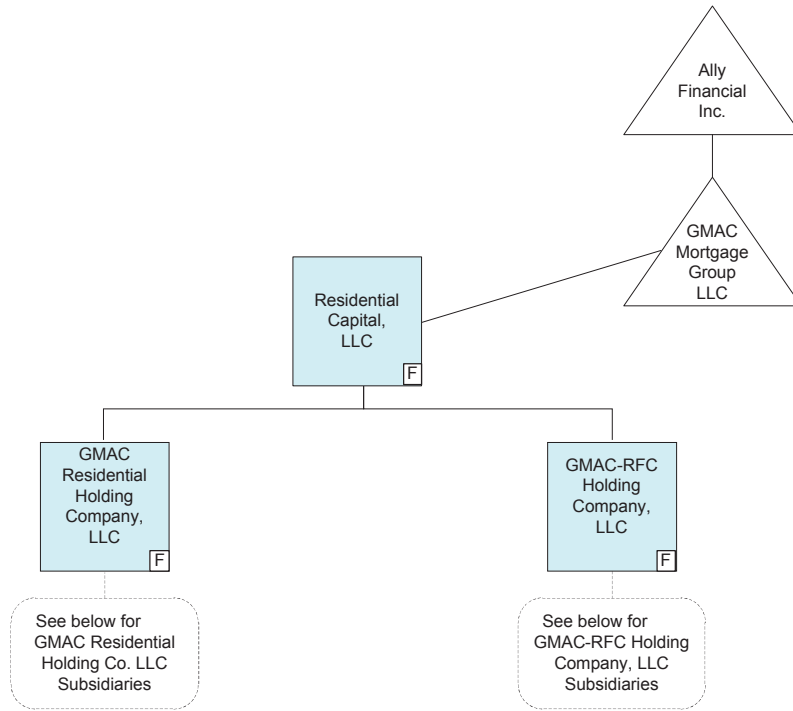 Ally
Financial
Inc.
GMAC
Mortgage
Group
LLC
Residential
Capital,
LLC
F
GMAC
Residential
Holding
Company,
LLC
F
GMAC-RFC
Holding
Company,
LLC
F
See below for
GMAC Residential
Holding Co. LLC
Subsidiaries
See below for
GMAC-RFC Holding
Company, LLC
Subsidiaries